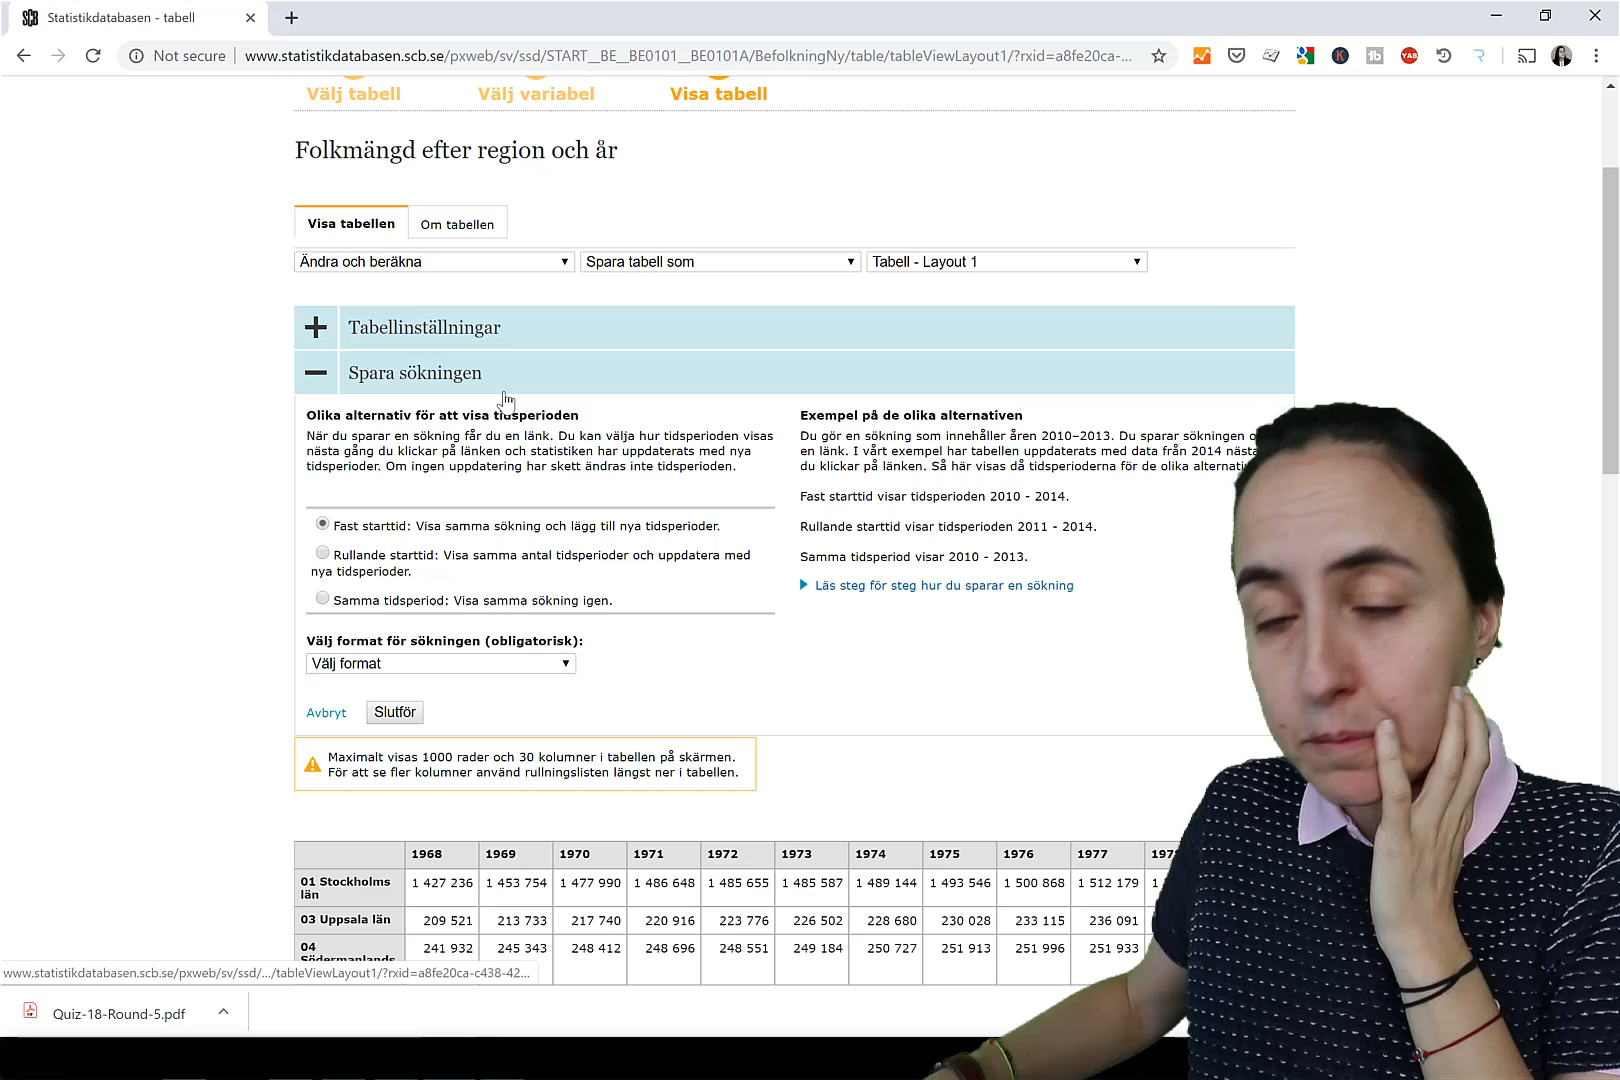 SCB Statistikdatabasen - tabell
Not secure www.statistikdatabasen.scb.se/pxweb/sv/ssd/START__BE__BE0101__BE0101A/BefolkningNy/table/tableViewLayout1/?rxid=a8fe20ca-...
Välj tabell Välj variabel Visa tabell
Folkmängd efter region och år
Visa tabellen Om tabellen
Ändra och beräkna Spara tabell som Tabell - Layout 1
Tabellinställningar
Spara sökningen
Olika alternativ för att visa tidsperioden
När du sparar en sökning får du en länk. Du kan välja hur tidsperioden visas
nästa gång du klickar på länken och statistiken har uppdaterats med nya
tidsperioder. Om ingen uppdatering har skett ändras inte tidsperioden.
Fast starttid: Visa samma sökning och lägg till nya tidsperioder.
Rullande starttid: Visa samma antal tidsperioder och uppdatera med
nya tidsperioder.
Samma tidsperiod: Visa samma sökning igen.
Välj format för sökningen (obligatorisk):
Välj format
Avbryt Slutför
Exempel på de olika alternativen
Du gör en sökning som innehåller åren 2010–2013. Du sparar sökningen
en länk. I vårt exempel har tabellen uppdaterats med data från 2014
du klickar på länken. Så här visas då tidsperioderna för de olika
Fast starttid visar tidsperioden 2010 - 2014.
Rullande starttid visar tidsperioden 2011 - 2014.
Samma tidsperiod visar 2010 - 2013.
Läs steg för steg hur du sparar en sökning
Maximalt visas 1000 rader och 30 kolumner i tabellen på skärmen.
För att se fler kolumner använd rullningslisten längst ner i tabellen.
1968 1969 1970 1971 1972 1973 1974 1975 1976 1977
01 Stockholms
län
1 427 236 1 453 754 1 477 990 1 486 648 1 485 655 1 485 587 1 489 144 1 493 546 1 500 868 1 512 179 1
03 Uppsala län 209 521 213 733 217 740 220 916 223 776 226 502 228 680 230 028 233 115 236 091
04
Södermanlands
241 932 245 343 248 412 248 696 248 551 249 184 250 727 251 913 251 996 251 933
www.statistikdatabasen.scb.se/pxweb/sv/ssd/.../tableViewLayout1/?rxid=a8fe20ca-c438-42...
Quiz-18-Round-5.pdf